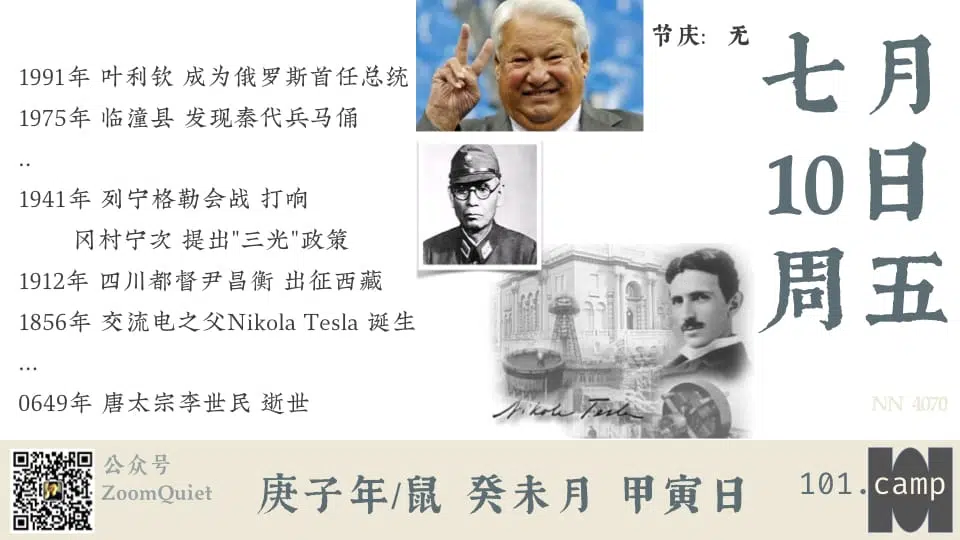 节庆: 无
七月
10日
周五
1991年 叶利钦 成为俄罗斯首任总统
1975年 临潼县 发现秦代兵马俑
..
1941年 列宁格勒会战 打响
冈村宁次 提出"三光"政策
1912年 四川都督尹昌衡 出征西藏
1856年 交流电之父Nikola Tesla 诞生
...
0649年 唐太宗李世民 逝世
Nikola Tesla
NN 4070
公众号
ZoomQuiet
庚子年/鼠 癸未月 甲寅日
101.camp